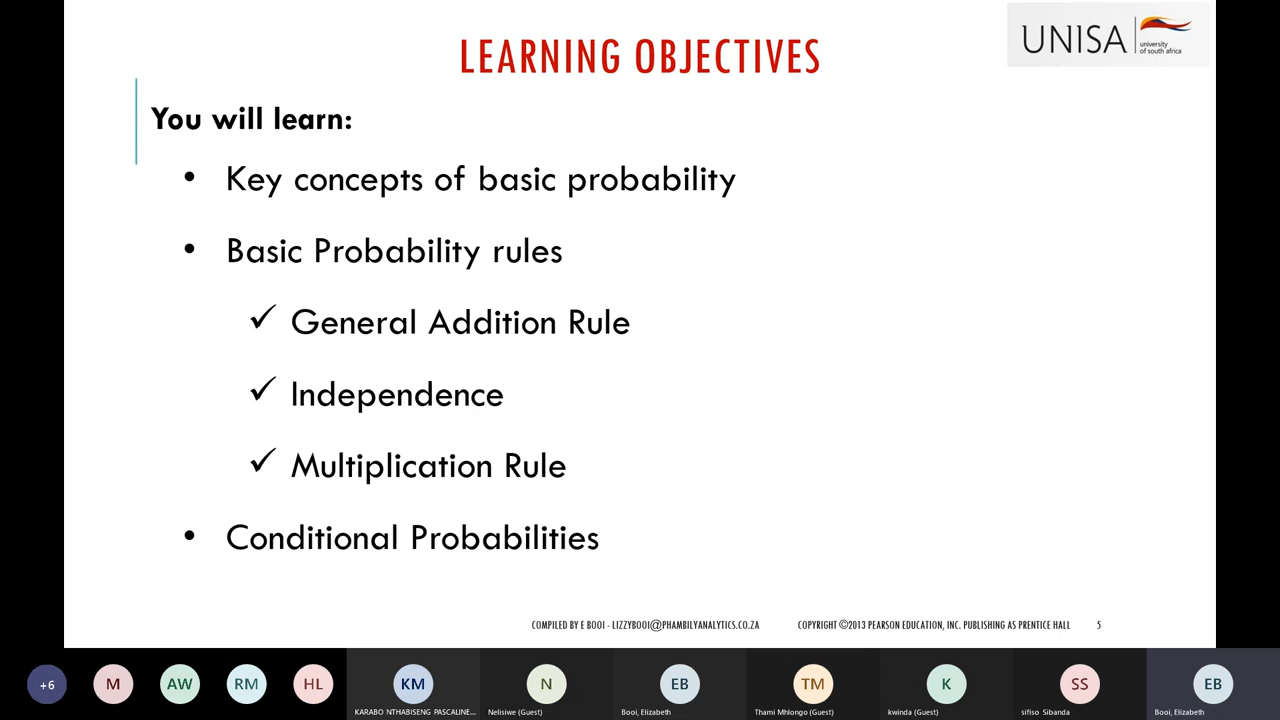 LEARNING OBJECTIVES
UNISA
university
of south africa
You will learn:
• Key concepts of basic probability
• Basic Probability rules
✓ General Addition Rule
✓ Independence
✓ Multiplication Rule
• Conditional Probabilities
COMPILED BY E BOOI - LIZZYBOOI@PHAMBILYANALYTICS.CO.ZA COPYRIGHT ©2013 PEARSON EDUCATION, INC. PUBLISHING AS PRENTICE HALL 5
+6 M AW RM HL KM N EB TM K SS EB
KARABO NTHABISENG PASCALINE... Nelisiwe (Guest) Booi, Elizabeth Thami Mhlongo (Guest) kwinda (Guest) sifiso Sibanda Booi, Elizabeth